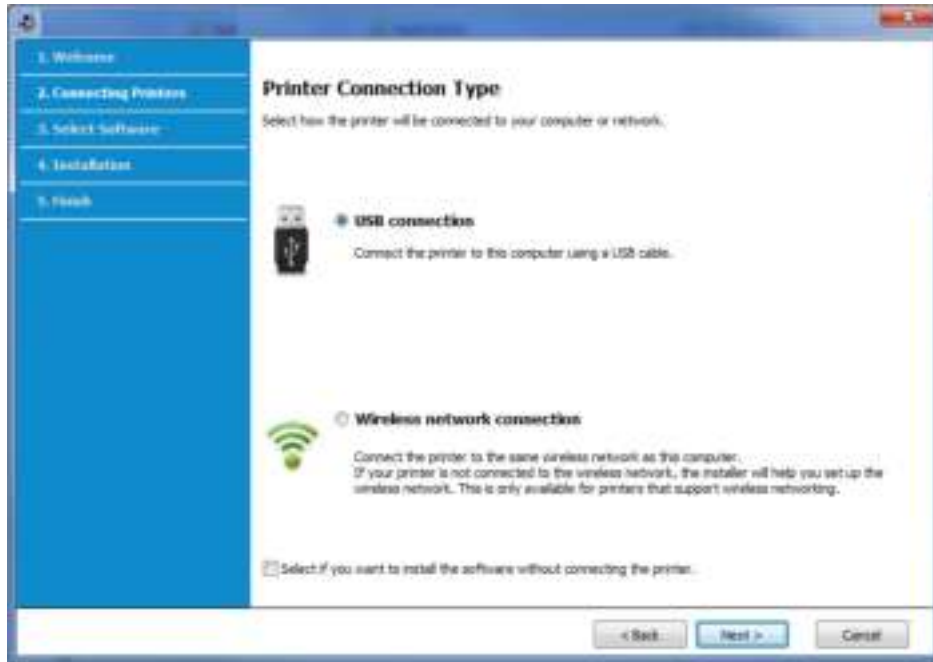 1. Welcome
2. Connecting Printers
3. Select Software
4. Installation
5. Finish
Printer Connection Type
Select how the printer will be connected to your computer or network.
USB connection
Connect the printer to this computer using a USB cable.
Wireless network connection
Connect the printer to the same wireless network as this computer.
If your printer is not connected to the wireless network, the installer will help you set up the
wireless network. This is only available for printers that support wireless networking.
Select if you want to install the software without connecting the printer.
< Back
Next >
Cancel